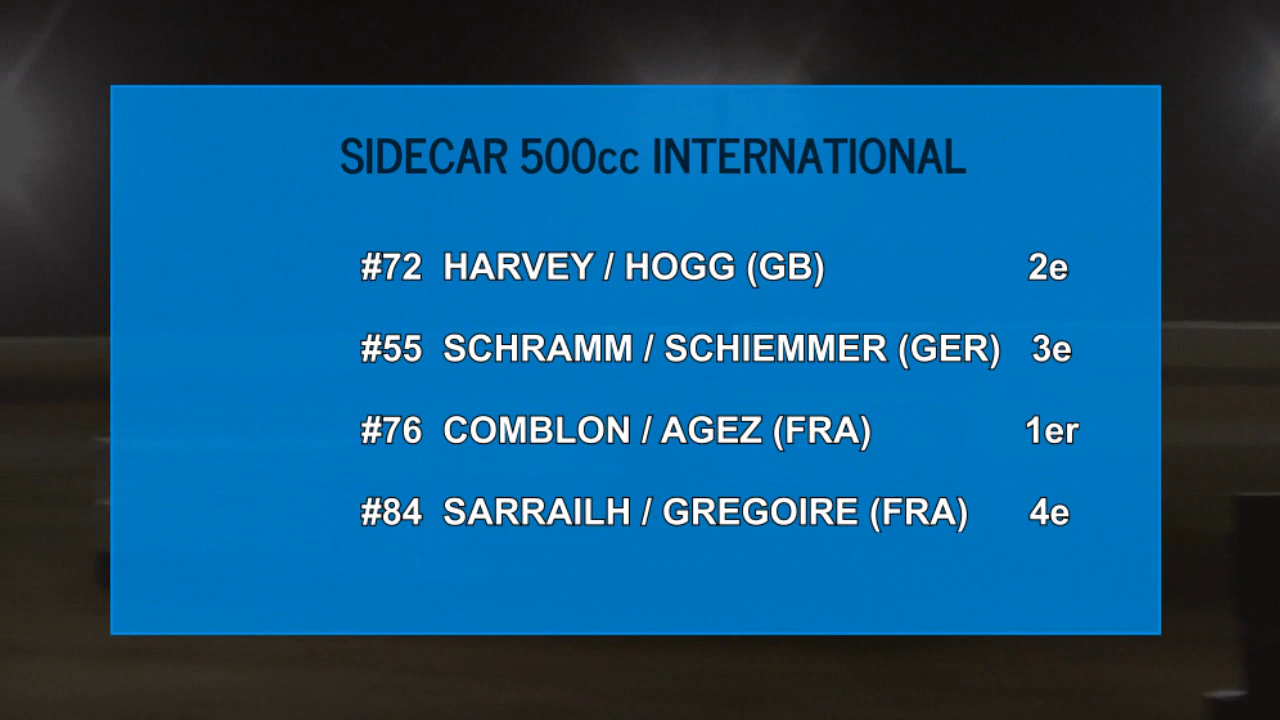 SIDECAR 500cc INTERNATIONAL
#72 HARVEY / HOGG (GB) 2e
#55 SCHRAMM / SCHIEMMER (GER) 3e
#76 COMBLON / AGEZ (FRA) 1er
#84 SARRAILH / GREGOIRE (FRA) 4e